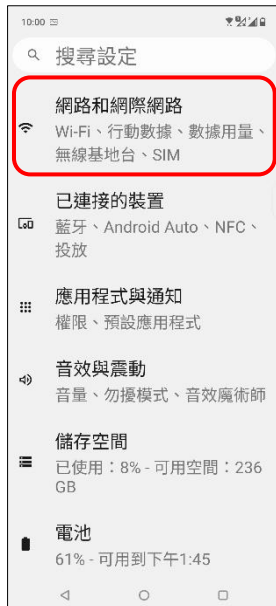 10:00
搜尋設定
網路和網際網路
Wi-Fi、行動數據、數據用量、
無線基地台、SIM
已連接的裝置
藍牙、Android Auto、NFC、
投放
應用程式與通知
權限、預設應用程式
音效與震動
音量、勿擾模式、音效魔術師
儲存空間
已使用：8% - 可用空間：236
GB
電池
61% - 可用到下午1:45